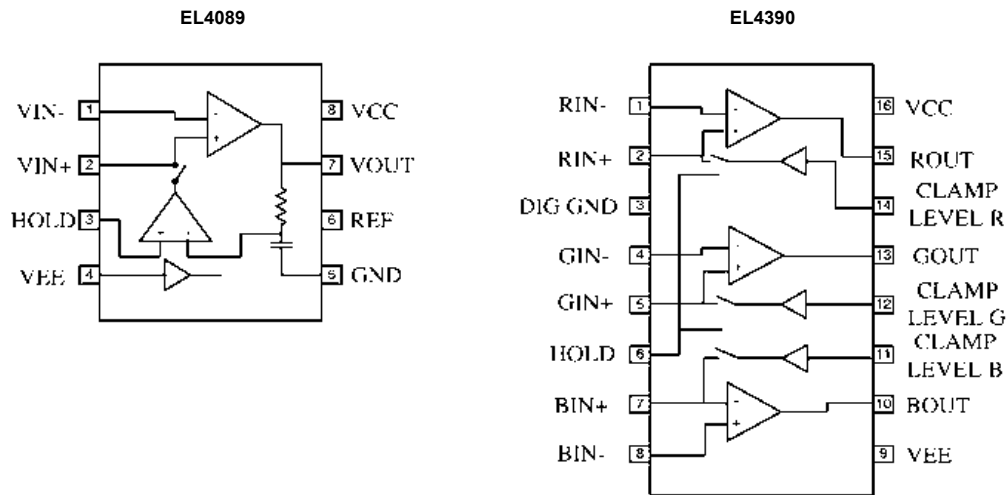 EL4089
VIN- 1
8 VCC
VIN+ 2
7 VOUT
HOLD 3
6 REF
VEE 4
5 GND
- +
- -
EL4390
RIN- 1
16 VCC
RIN+ 2
15 ROUT
DIG GND 3
14 CLAMP
LEVEL R
GIN- 4
13 GOUT
GIN+ 5
12 CLAMP
LEVEL G
HOLD 6
11 CLAMP
LEVEL B
BIN+ 7
10 BOUT
BIN- 8
9 VEE